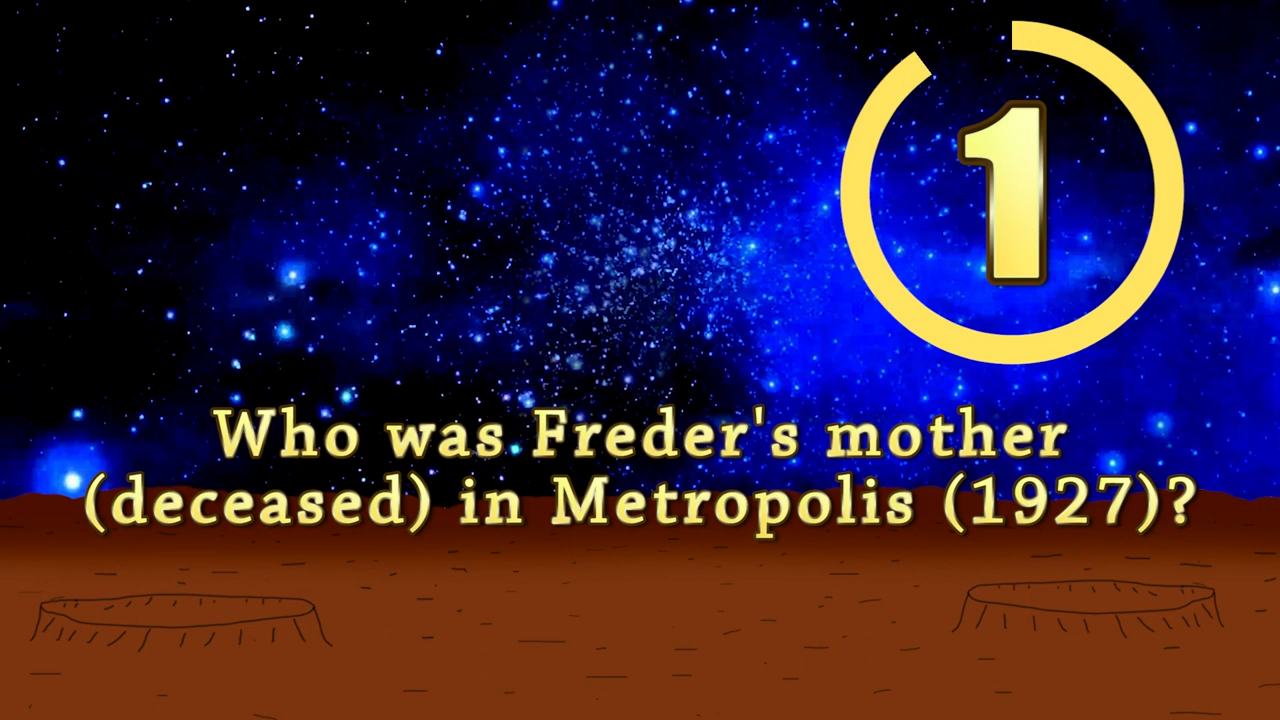 1
Who was Freder's mother
(deceased) in Metropolis (1927)?